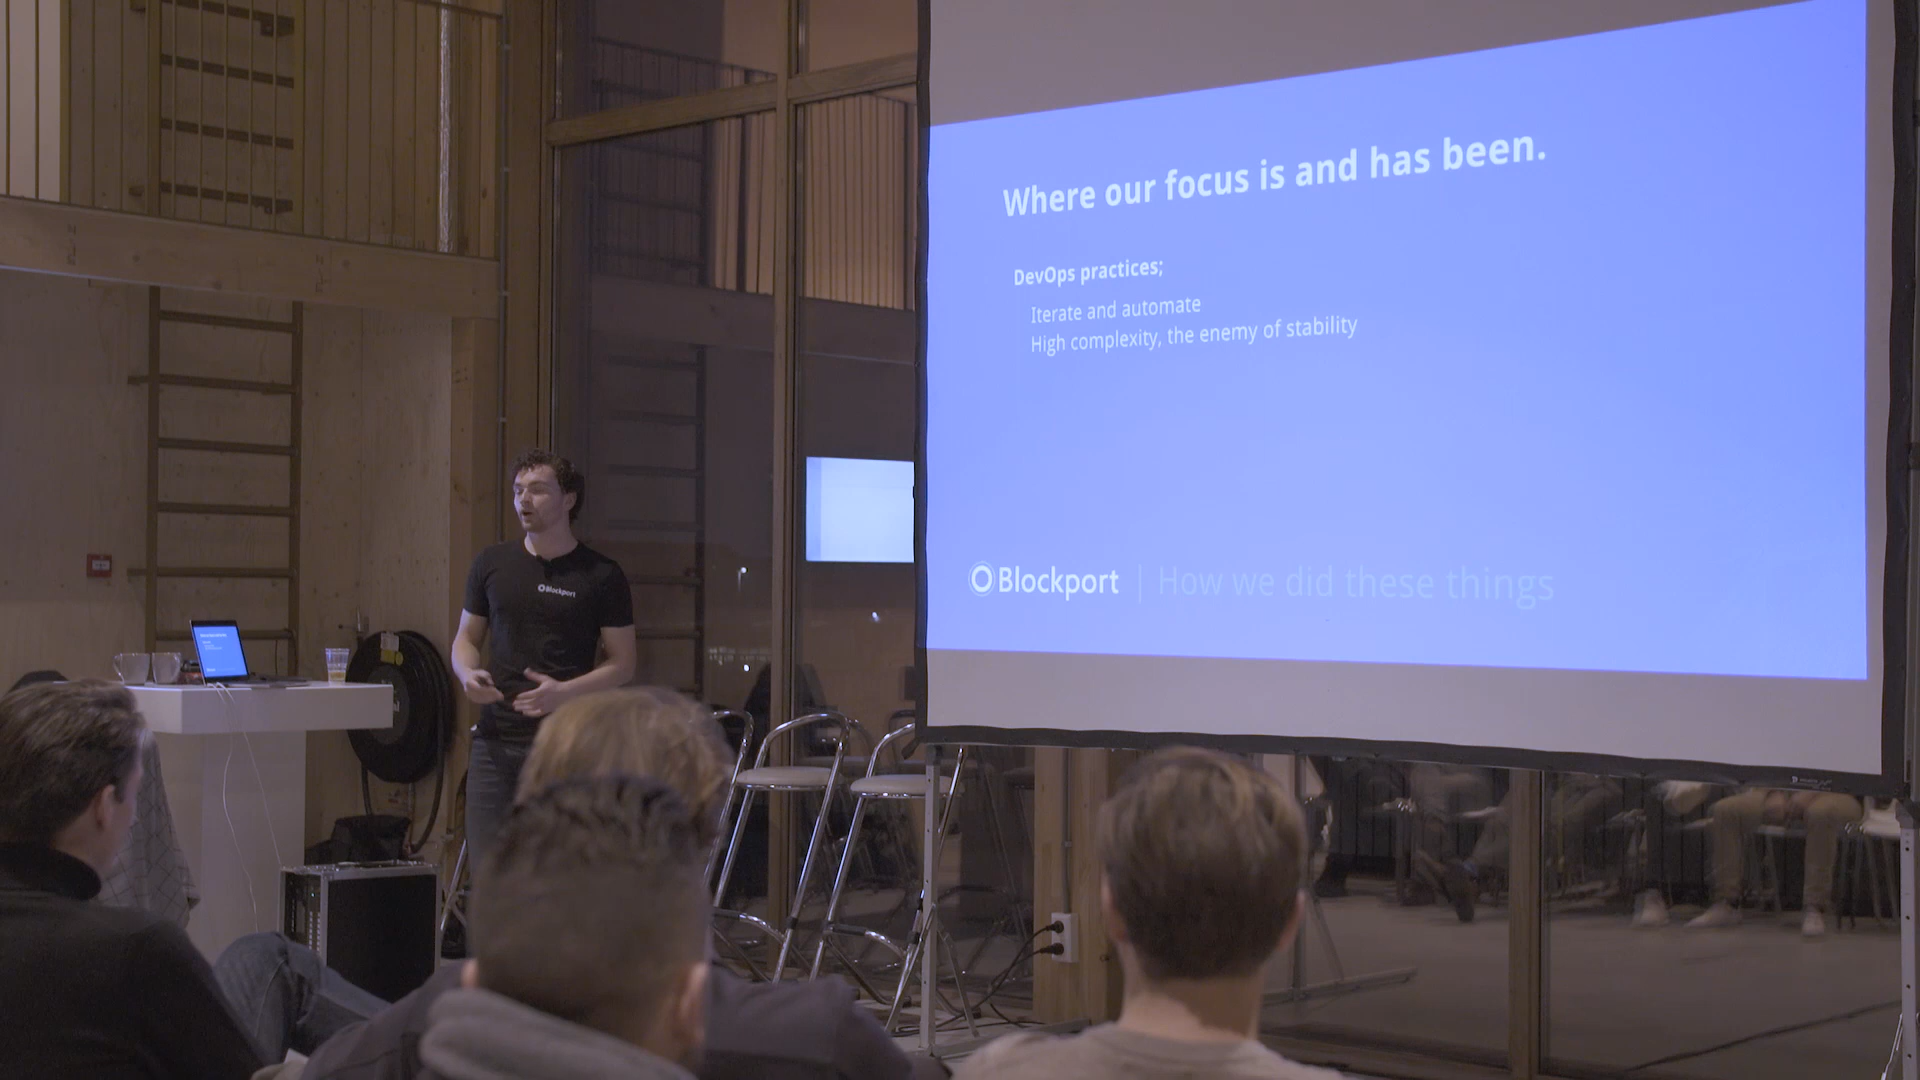 Where our focus is and has been.
DevOps practices;
Iterate and automate
High complexity, the enemy of stability
Blockport | How we did these things
Blockport